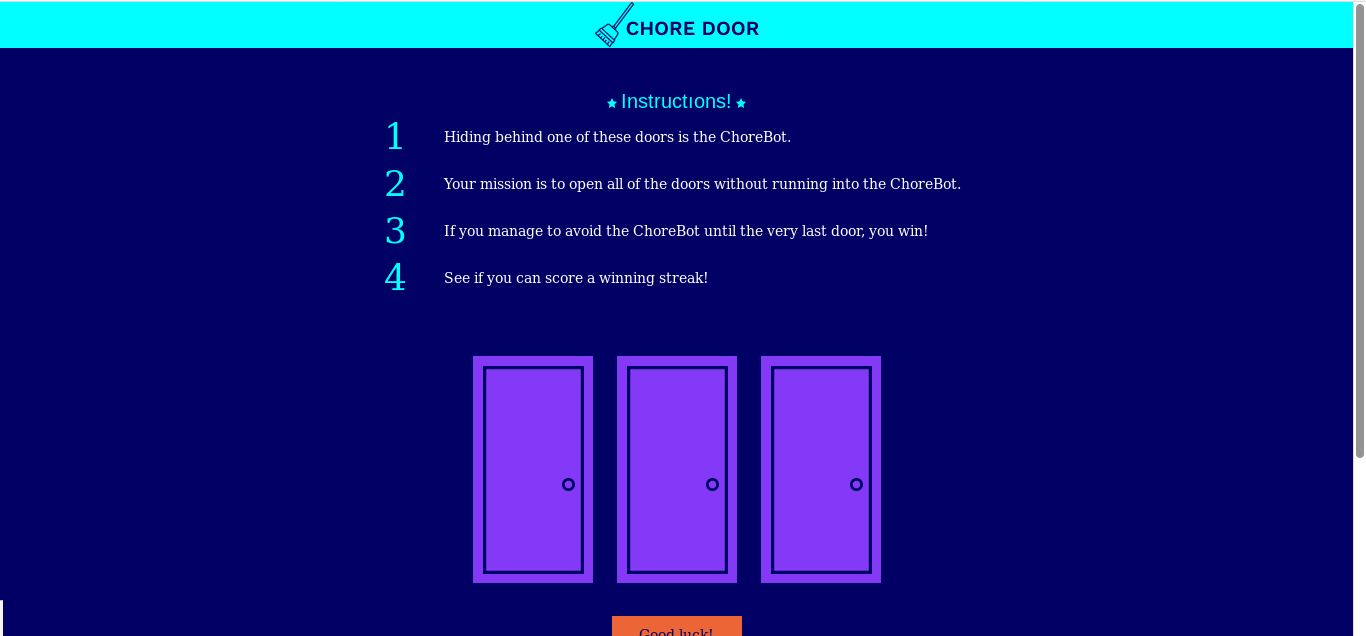 CHORE DOOR
Instructions!
1 Hiding behind one of these doors is the ChoreBot.
2 Your mission is to open all of the doors without running into the ChoreBot.
3 If you manage to avoid the ChoreBot until the very last door, you win!
4 See if you can score a winning streak!
Good luck!